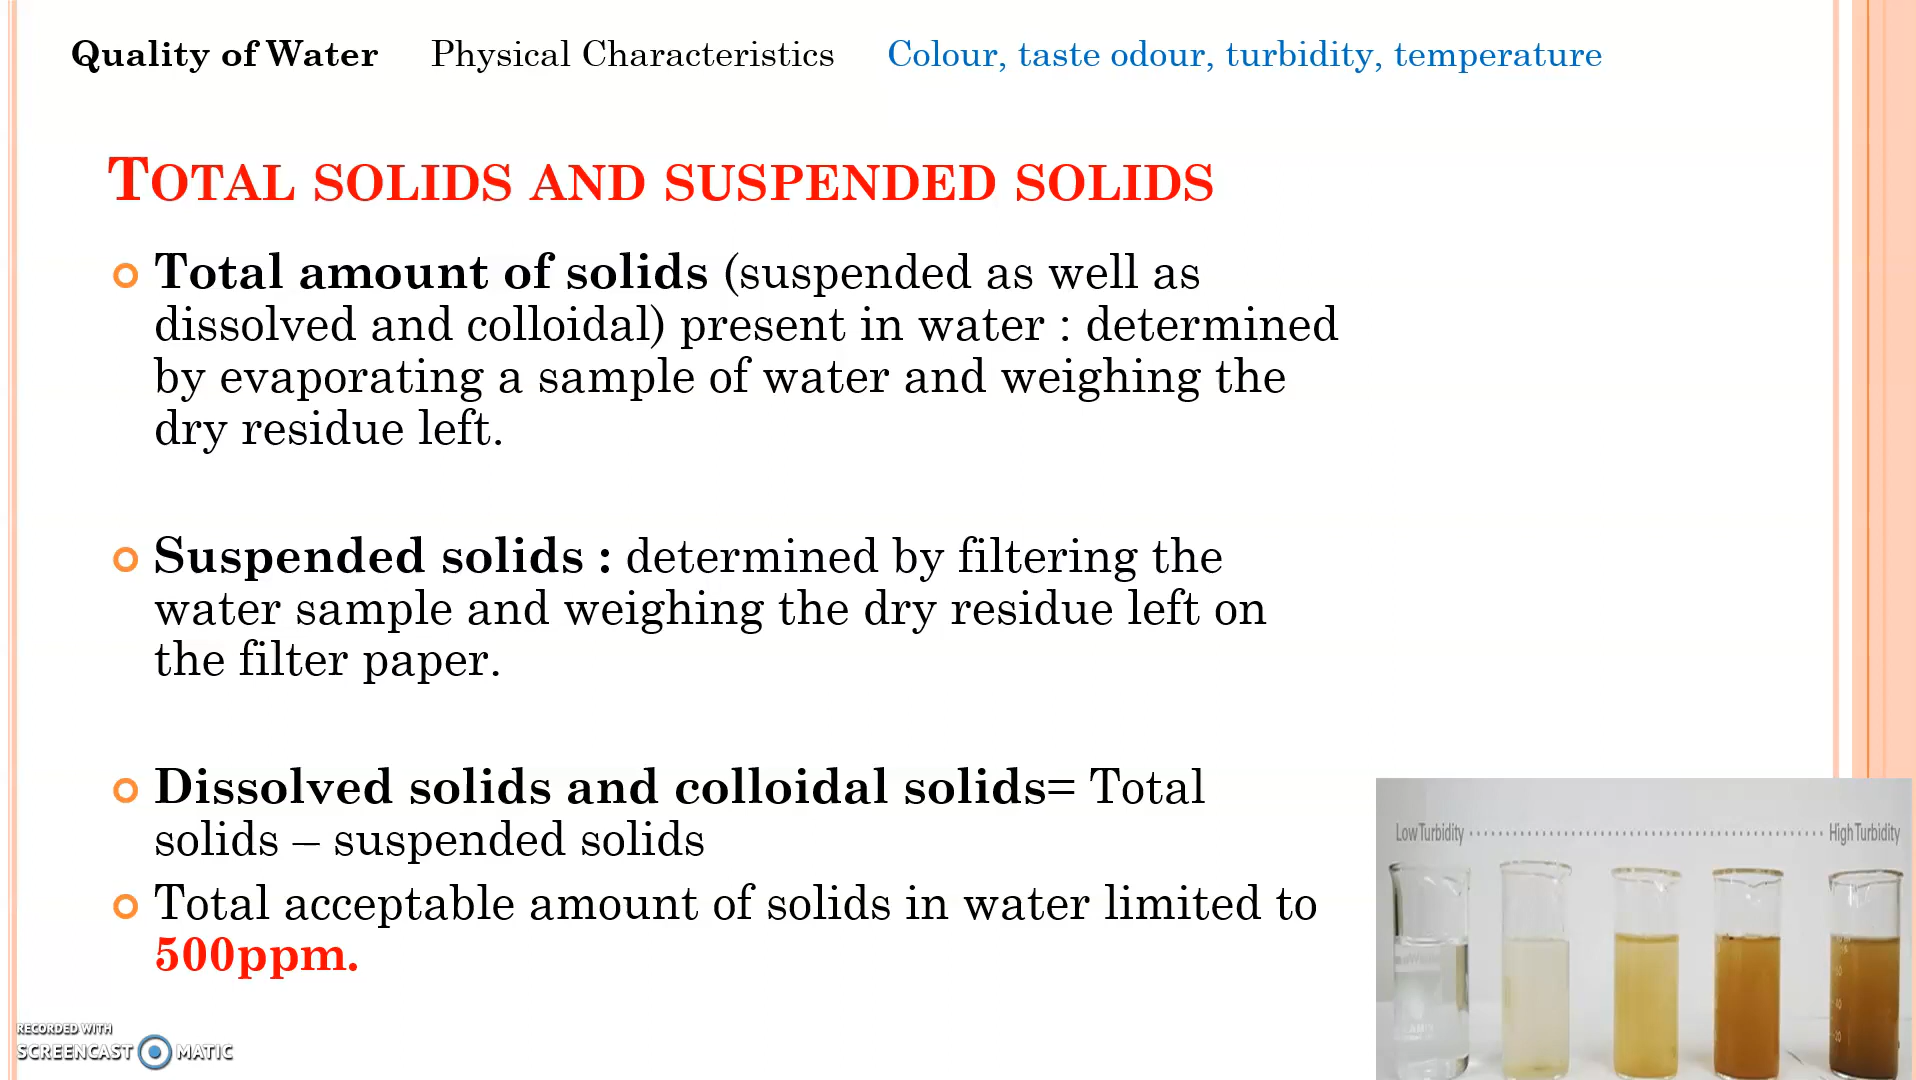 Quality of Water Physical Characteristics Colour, taste odour, turbidity, temperature
TOTAL SOLIDS AND SUSPENDED SOLIDS
Total amount of solids (suspended as well as
dissolved and colloidal) present in water : determined
by evaporating a sample of water and weighing the
dry residue left.
Suspended solids : determined by filtering the
water sample and weighing the dry residue left on
the filter paper.
Dissolved solids and colloidal solids= Total
solids – suspended solids
Total acceptable amount of solids in water limited to
500ppm.
Low Turbidity High Turbidity
RECORDED WITH
SCREENCAST MATIC